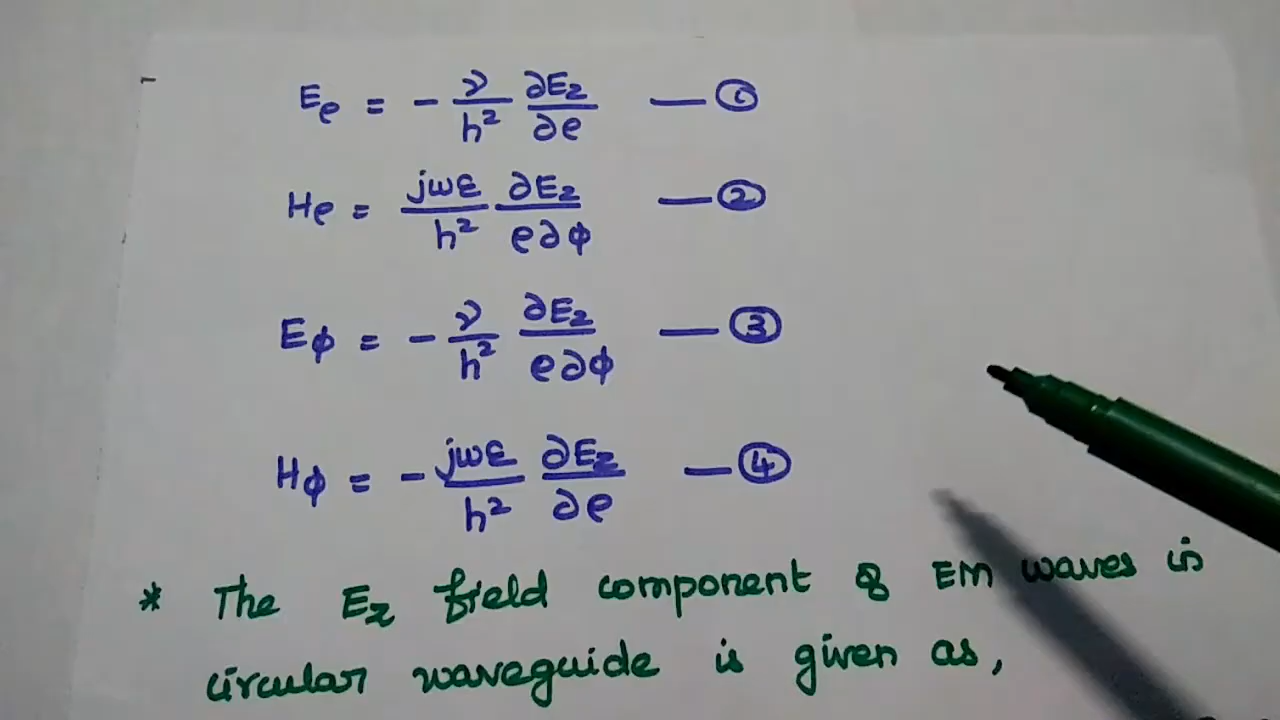 Eρ = - ν/h² ∂Ez/∂ρ — ①
Hρ = jωε/h² ∂Ez/ρ∂φ — ②
Eφ = - ν/h² ∂Ez/ρ∂φ — ③
Hφ = - jωε/h² ∂Ez/∂ρ — ④
* The Ez field component of EM waves in
circular waveguide is given as,